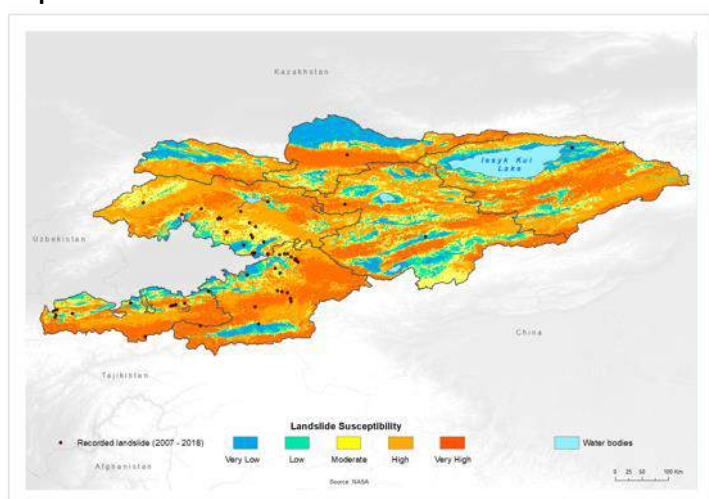 Kazakhstan
Issyk Kul
Lake
Uzbekistan
China
Tajikistan
Afghanistan
Landslide Susceptibility
Recorded landslide (2007 - 2018)
Very Low
Low
Moderate
High
Very High
Water bodies
Source: NASA
0 25 50 100 Km